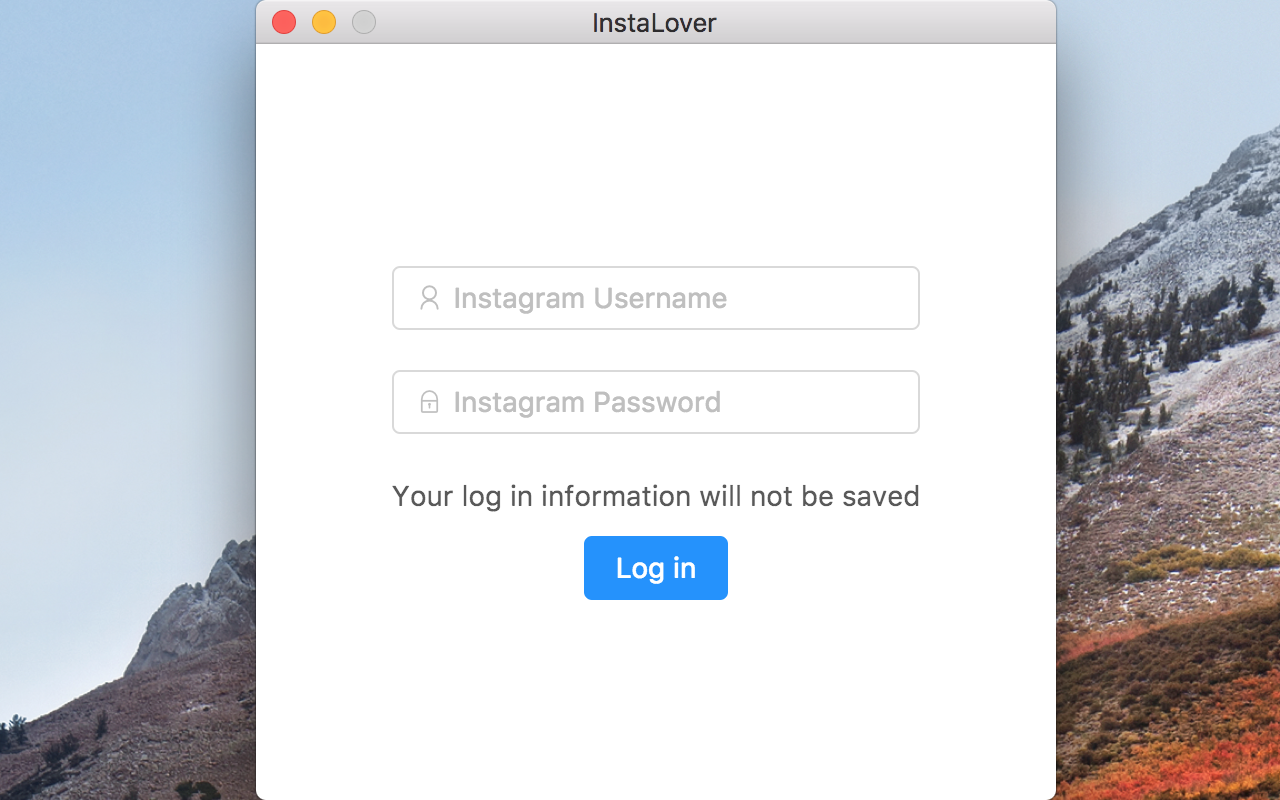 InstaLover
Instagram Username
Instagram Password
Your log in information will not be saved
Log in